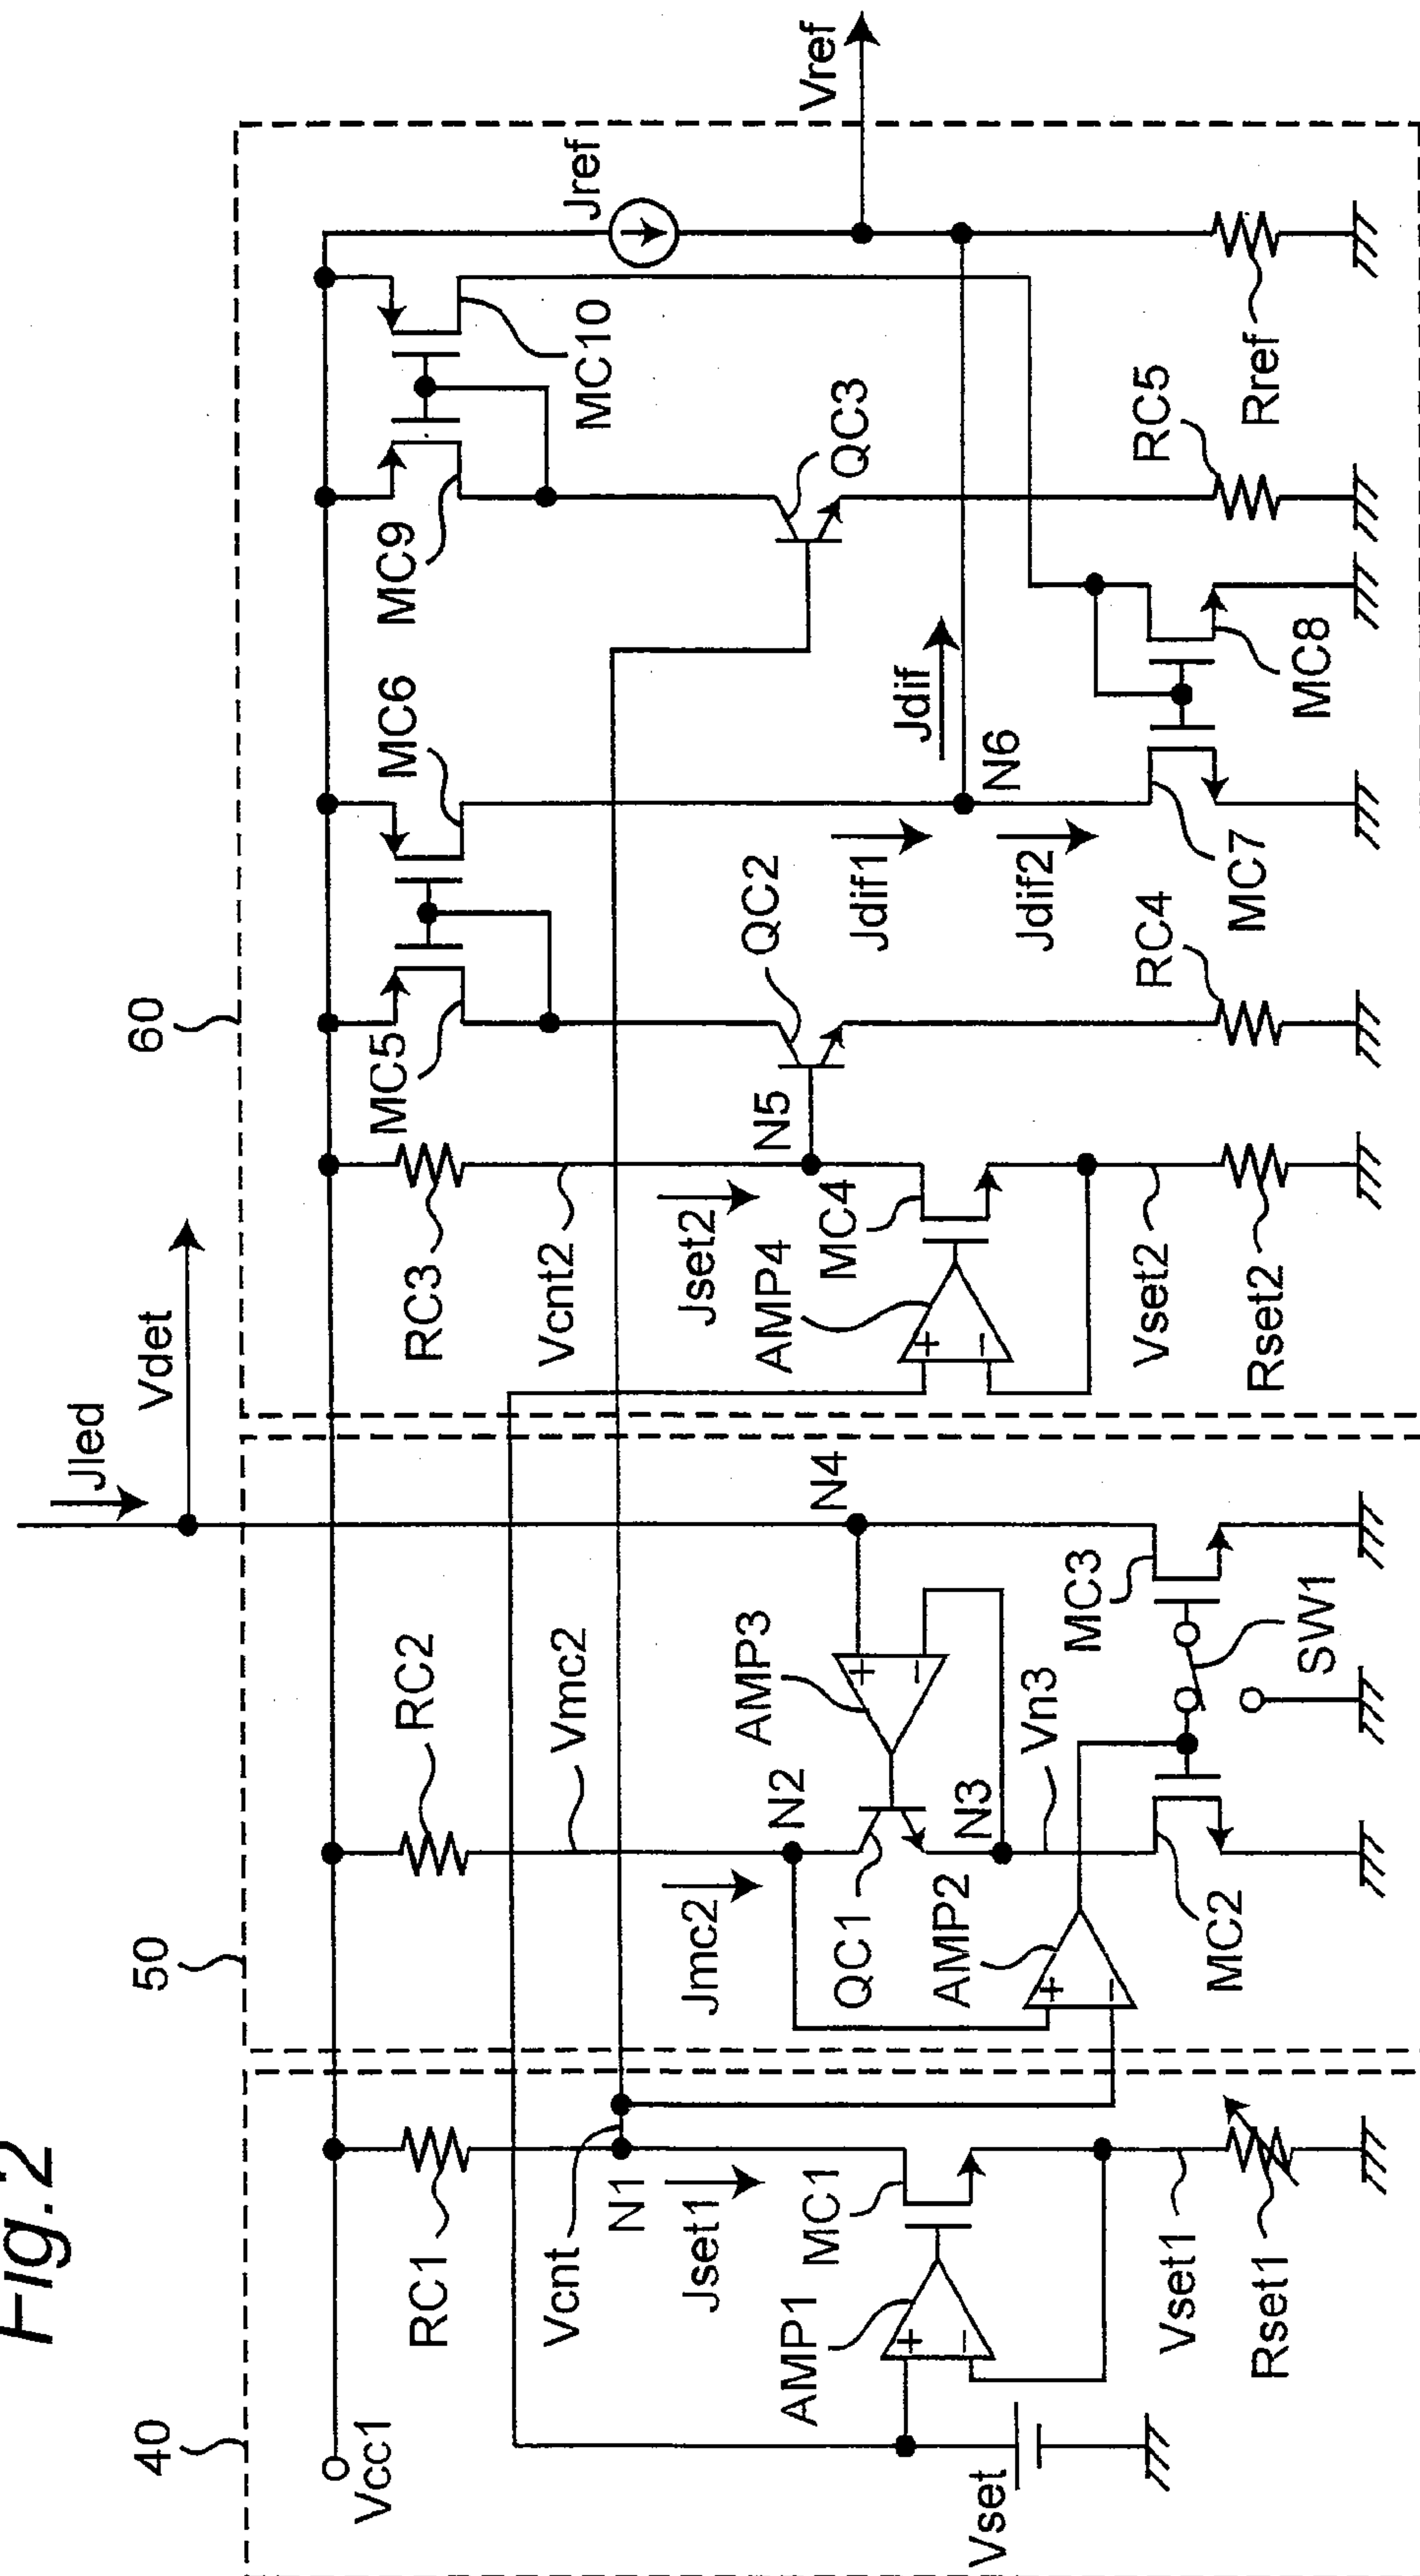 Fig.2
40
50
60
Vcc1
RC1
Vcnt
N1
Jset1
AMP1
+
−
MC1
Vset
Vset1
Rset1
RC2
Vmc2
Jmc2
N2
QC1
AMP3
+
−
N3
Vn3
AMP2
+
−
MC2
SW1
MC3
N4
Jled
Vdet
RC3
Vcnt2
Jset2
N5
AMP4
+
−
MC4
Vset2
Rset2
MC5
MC6
QC2
RC4
Jdif1
Jdif2
Jdif
N6
MC7
MC8
MC9
MC10
QC3
RC5
Jref
Rref
Vref